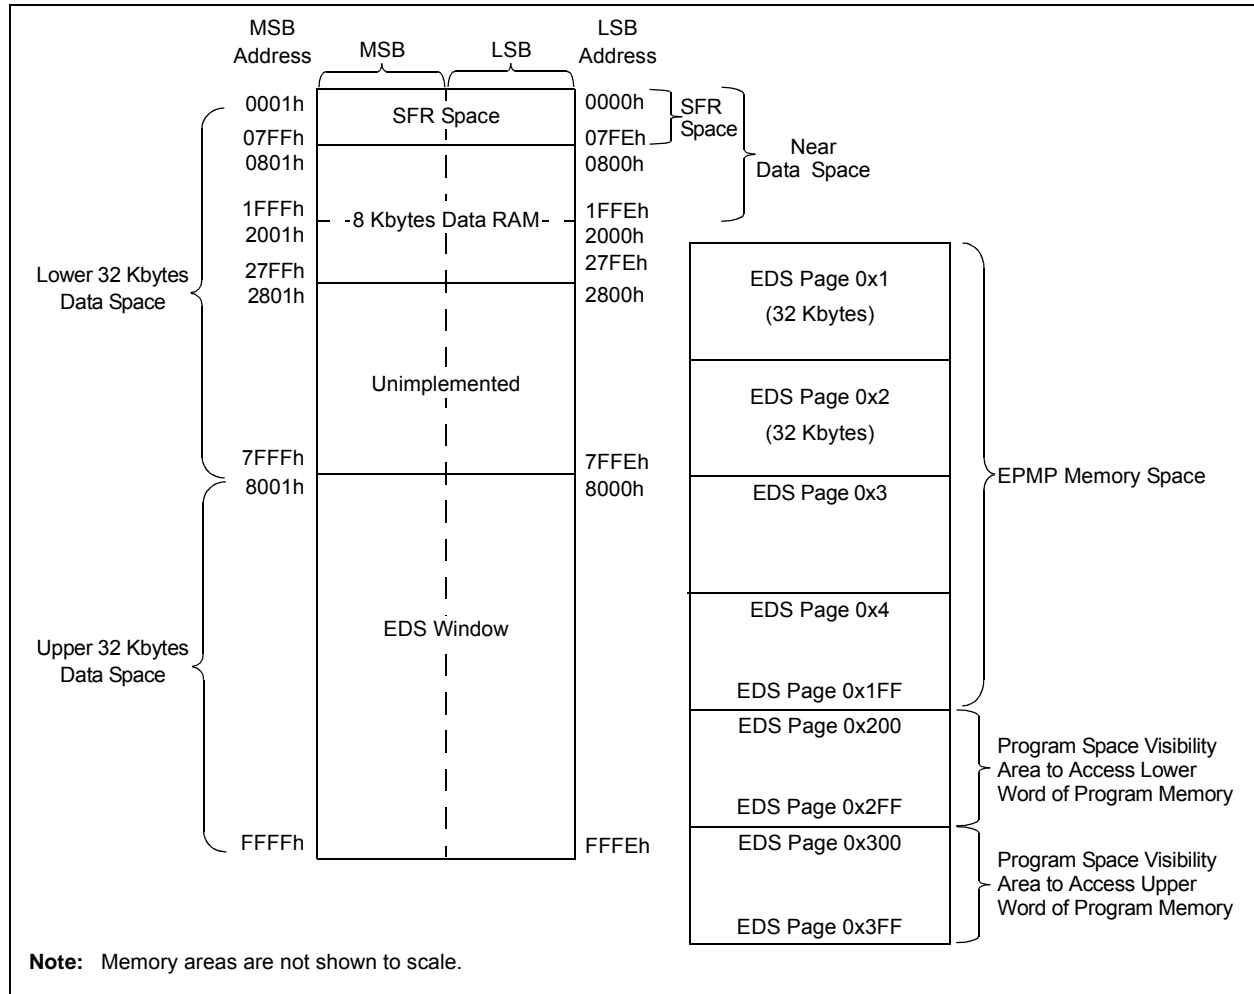 MSB
Address
MSB
LSB
LSB
Address
0001h
SFR Space
0000h
SFR
Space
07FFh
07FEh
0801h
0800h
Near
Data Space
1FFFh
8 Kbytes Data RAM
1FFEh
2001h
2000h
27FFh
27FEh
2801h
2800h
Lower 32 Kbytes
Data Space
Unimplemented
7FFFh
7FFEh
8001h
8000h
EDS Window
Upper 32 Kbytes
Data Space
FFFFh
FFFEh
EDS Page 0x1
(32 Kbytes)
EDS Page 0x2
(32 Kbytes)
EDS Page 0x3
EDS Page 0x4
EDS Page 0x1FF
EPMP Memory Space
EDS Page 0x200
EDS Page 0x2FF
Program Space Visibility
Area to Access Lower
Word of Program Memory
EDS Page 0x300
EDS Page 0x3FF
Program Space Visibility
Area to Access Upper
Word of Program Memory
Note: Memory areas are not shown to scale.